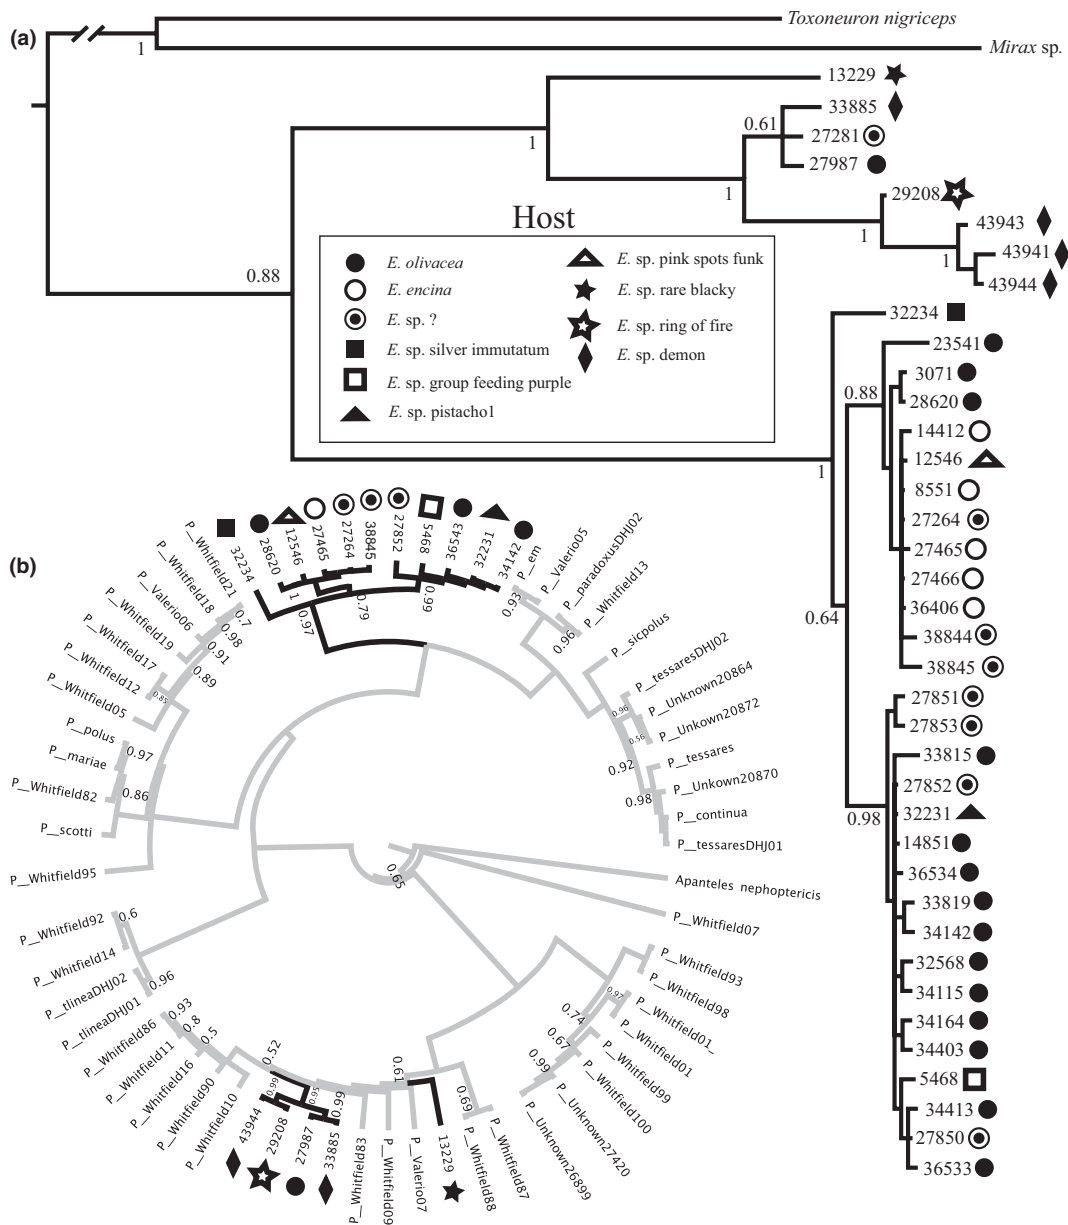 (a)
Toxoneuron nigriceps
1
Mirax sp.
13229
33885
0.61
27281
1
27987
1
29208
43943
1
43941
1
43944
0.88
Host
E. olivacea
E. encina
E. sp. ?
E. sp. silver immutatum
E. sp. group feeding purple
E. sp. pistacho1
E. sp. pink spots funk
E. sp. rare blacky
E. sp. ring of fire
E. sp. demon
32234
23541
3071
0.88
28620
14412
1
12546
8551
27264
27465
27466
36406
0.64
38844
38845
27851
27853
33815
27852
0.98
32231
14851
36534
33819
34142
32568
34115
34164
34403
5468
34413
27850
36533
(b)
32234
28620
12546
27465
27264
38845
27852
5468
36543
32231
34142
P_em
P_Valerio05
P_paradoxusDHJ02
P_Whitfield13
P_sicpolus
P_tessaresDHJ02
P_Unknown20864
P_Unkown20872
P_tessares
P_Unkown20870
P_continua
P_tessaresDHJ01
Apanteles nephoptericis
P_Whitfield07
P_Whitfield93
P_Whitfield98
P_Whitfield01_
P_Whitfield01
P_Whitfield99
P_Whitfield100
P_Unknown27420
P_Unknown26899
P_Whitfield87
P_Whitfield88
13229
P_Valerio07
P_Whitfield09
P_Whitfield83
33885
27987
29208
43944
P_Whitfield10
P_Whitfield90
P_Whitfield16
P_Whitfield11
P_Whitfield86
P_tlineaDHJ01
P_tlineaDHJ02
P_Whitfield14
P_Whitfield92
P_Whitfield95
P_scotti
P_Whitfield82
P_mariae
P_polus
P_Whitfield05
P_Whitfield12
P_Whitfield17
P_Whitfield19
P_Valerio06
P_Whitfield18
P_Whitfield21
1
0.97
0.79
0.99
0.93
0.96
0.96
0.56
0.92
0.98
0.65
0.97
0.74
0.67
0.99
0.69
0.61
0.99
0.95
0.99
0.52
0.5
0.8
0.93
0.96
0.6
0.86
0.97
0.85
0.89
0.91
0.98
0.7